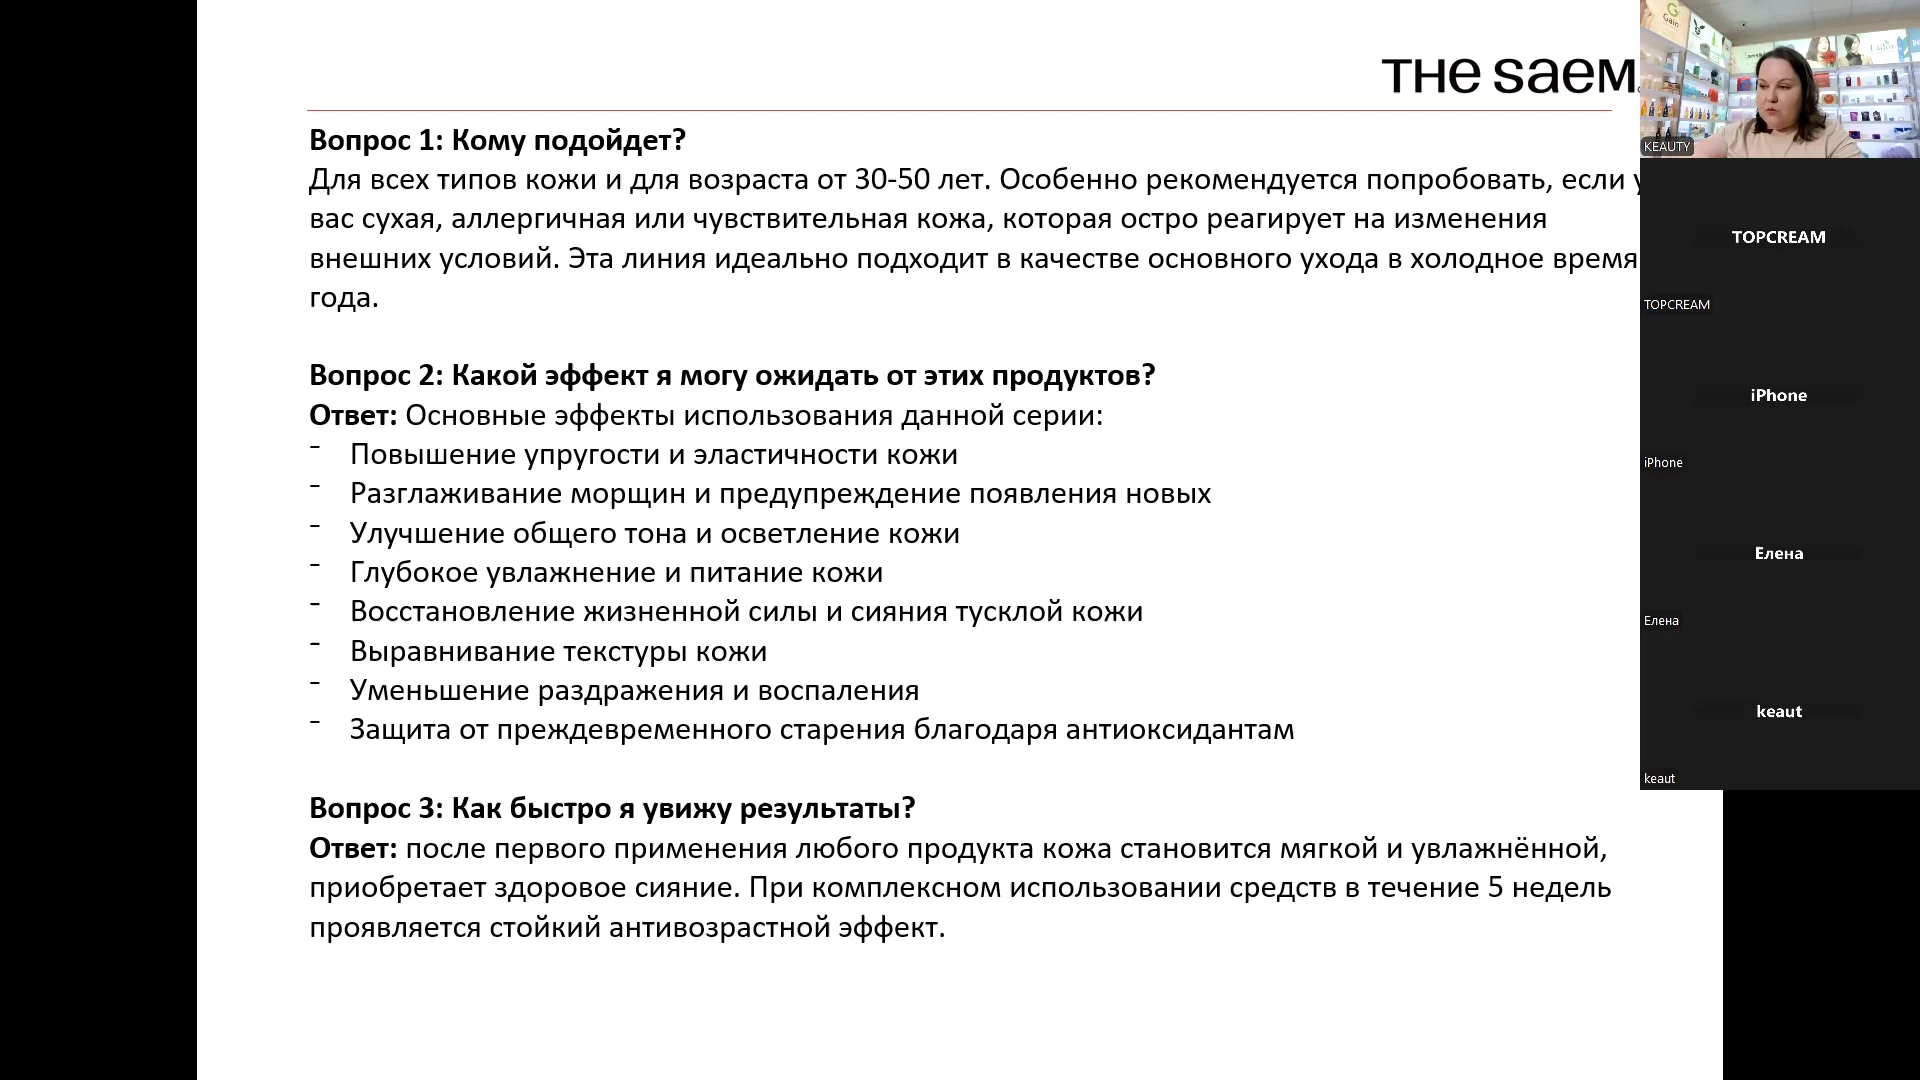 THE SAEM
Вопрос 1: Кому подойдет?
Для всех типов кожи и для возраста от 30-50 лет. Особенно рекомендуется попробовать, если у
вас сухая, аллергичная или чувствительная кожа, которая остро реагирует на изменения
внешних условий. Эта линия идеально подходит в качестве основного ухода в холодное время
года.
Вопрос 2: Какой эффект я могу ожидать от этих продуктов?
Ответ: Основные эффекты использования данной серии:
- Повышение упругости и эластичности кожи
- Разглаживание морщин и предупреждение появления новых
- Улучшение общего тона и осветление кожи
- Глубокое увлажнение и питание кожи
- Восстановление жизненной силы и сияния тусклой кожи
- Выравнивание текстуры кожи
- Уменьшение раздражения и воспаления
- Защита от преждевременного старения благодаря антиоксидантам
Вопрос 3: Как быстро я увижу результаты?
Ответ: после первого применения любого продукта кожа становится мягкой и увлажнённой,
приобретает здоровое сияние. При комплексном использовании средств в течение 5 недель
проявляется стойкий антивозрастной эффект.
Gain
KEAUTY
TOPCREAM
TOPCREAM
iPhone
iPhone
Елена
Елена
keaut
keaut